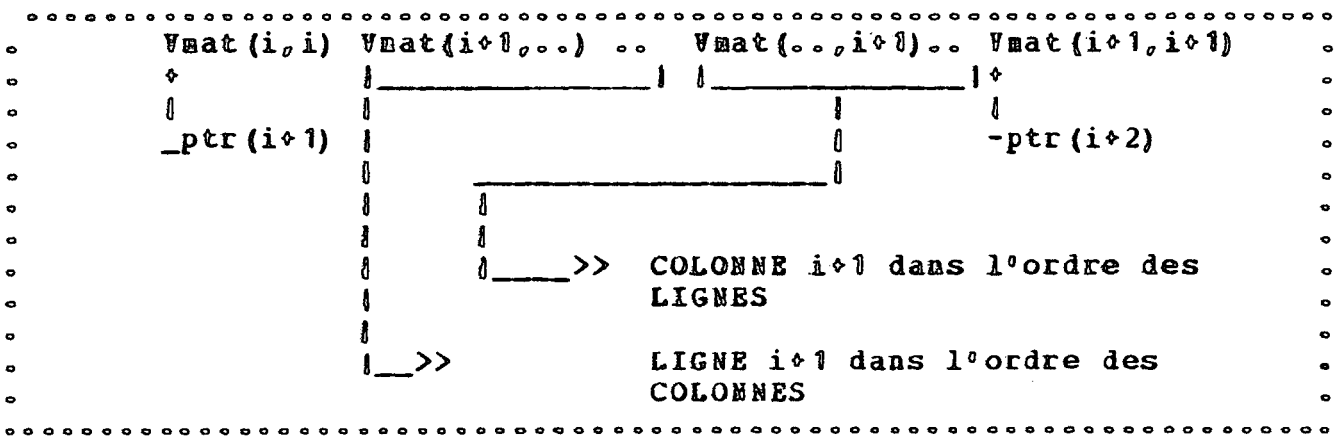 Vmat(i,i) Vmat(i+1,..) .. Vmat(..,i+1).. Vmat(i+1,i+1)
_ptr(i+1) -ptr(i+2)
>> COLONNE i+1 dans l'ordre des
LIGNES
>> LIGNE i+1 dans l'ordre des
COLONNES